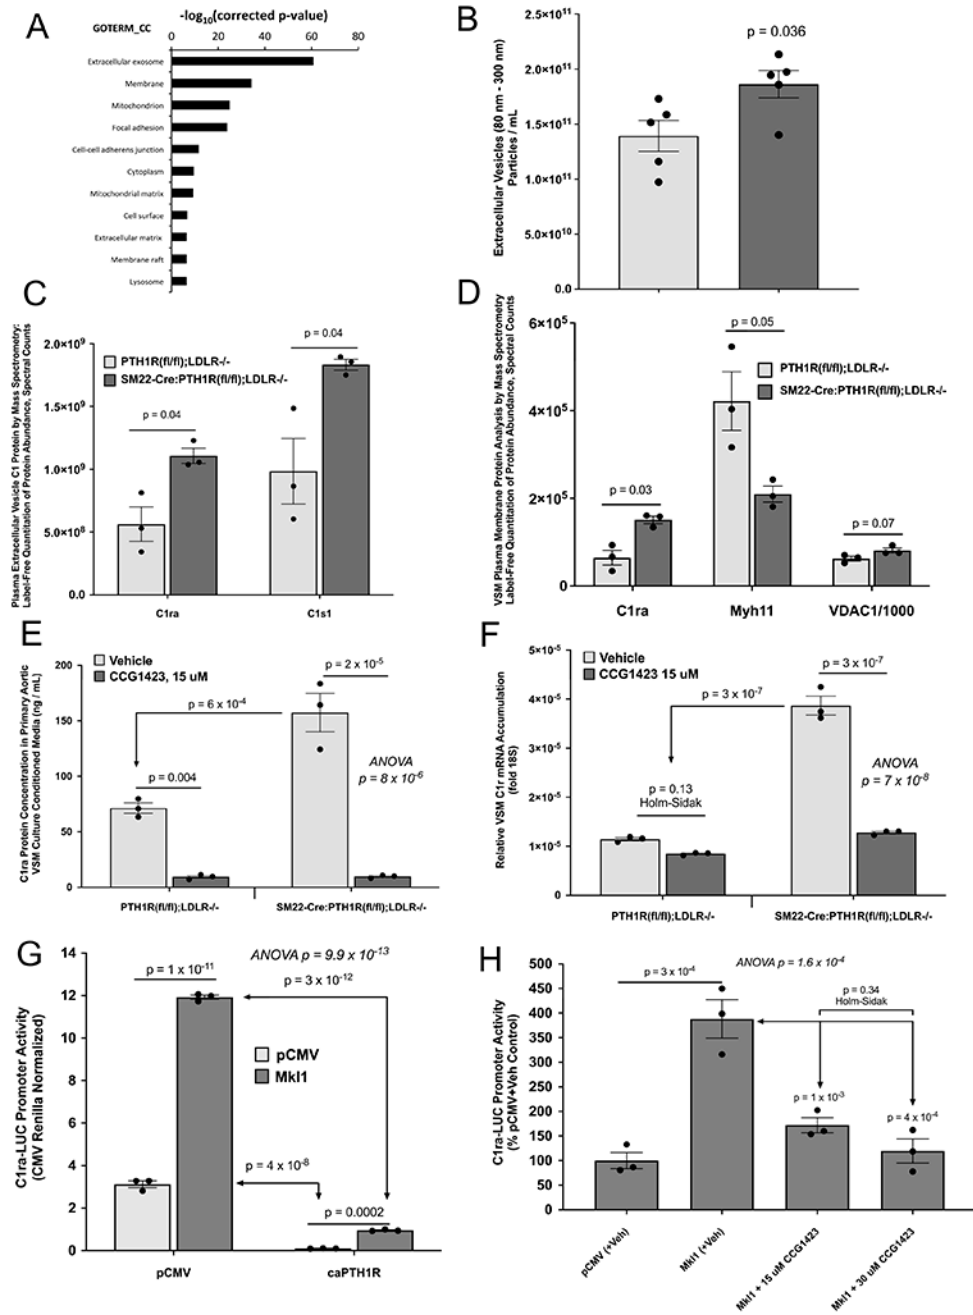 A
-log10(corrected p-value)
GOTERM_CC
0 20 40 60 80
Extracellular exosome
Membrane
Mitochondrion
Focal adhesion
Cell-cell adherens junction
Cytoplasm
Mitochondrial matrix
Cell surface
Extracellular matrix
Membrane raft
Lysosome
B
Extracellular Vesicles (80 nm - 300 nm)
Particles / mL
2.5×10¹¹
2.0×10¹¹
1.5×10¹¹
1.0×10¹¹
5.0×10¹⁰
0.0
p = 0.036
C
Plasma Extracellular Vesicle C1 Protein by Mass Spectrometry:
Label-Free Quantitation of Protein Abundance, Spectral Counts
2.0×10⁹
1.5×10⁹
1.0×10⁹
5.0×10⁸
0.0
p = 0.04
PTH1R(fl/fl);LDLR-/-
SM22-Cre:PTH1R(fl/fl);LDLR-/-
p = 0.04
C1ra
C1s1
D
VSM Plasma Membrane Protein Analysis by Mass Spectrometry
Label-Free Quantitation of Protein Abundance, Spectral Counts
6×10⁵
4×10⁵
2×10⁵
0
p = 0.05
PTH1R(fl/fl);LDLR-/-
SM22-Cre:PTH1R(fl/fl);LDLR-/-
p = 0.03
p = 0.07
C1ra
Myh11
VDAC1/1000
E
C1ra Protein Concentration in Primary Aortic
VSM Culture Conditioned Media (ng / mL)
200
150
100
50
0
Vehicle
CCG1423, 15 uM
p = 2 x 10⁻⁵
p = 6 x 10⁻⁴
p = 0.004
ANOVA
p = 8 x 10⁻⁶
PTH1R(fl/fl);LDLR-/-
SM22-Cre:PTH1R(fl/fl);LDLR-/-
F
Relative VSM C1r mRNA Accumulation
(fold 18S)
4×10⁻⁵
3×10⁻⁵
2×10⁻⁵
1×10⁻⁵
0
Vehicle
CCG1423 15 uM
p = 3 x 10⁻⁷
p = 3 x 10⁻⁷
p = 0.13
Holm-Sidak
ANOVA
p = 7 x 10⁻⁸
PTH1R(fl/fl);LDLR-/-
SM22-Cre:PTH1R(fl/fl);LDLR-/-
G
C1ra-LUC Promoter Activity
(CMV Renilla Normalized)
14
12
10
8
6
4
2
0
ANOVA p = 9.9 x 10⁻¹³
p = 1 x 10⁻¹¹
p = 3 x 10⁻¹²
pCMV
Mkl1
p = 4 x 10⁻⁸
p = 0.0002
pCMV
caPTH1R
H
C1ra-LUC Promoter Activity
(% pCMV+Veh Control)
500
450
400
350
300
250
200
150
100
50
0
ANOVA p = 1.6 x 10⁻⁴
p = 3 x 10⁻⁴
p = 0.34
Holm-Sidak
p = 1 x 10⁻³
p = 4 x 10⁻⁴
pCMV (+Veh)
Mkl1 (+Veh)
Mkl1 + 15 uM CCG1423
Mkl1 + 30 uM CCG1423